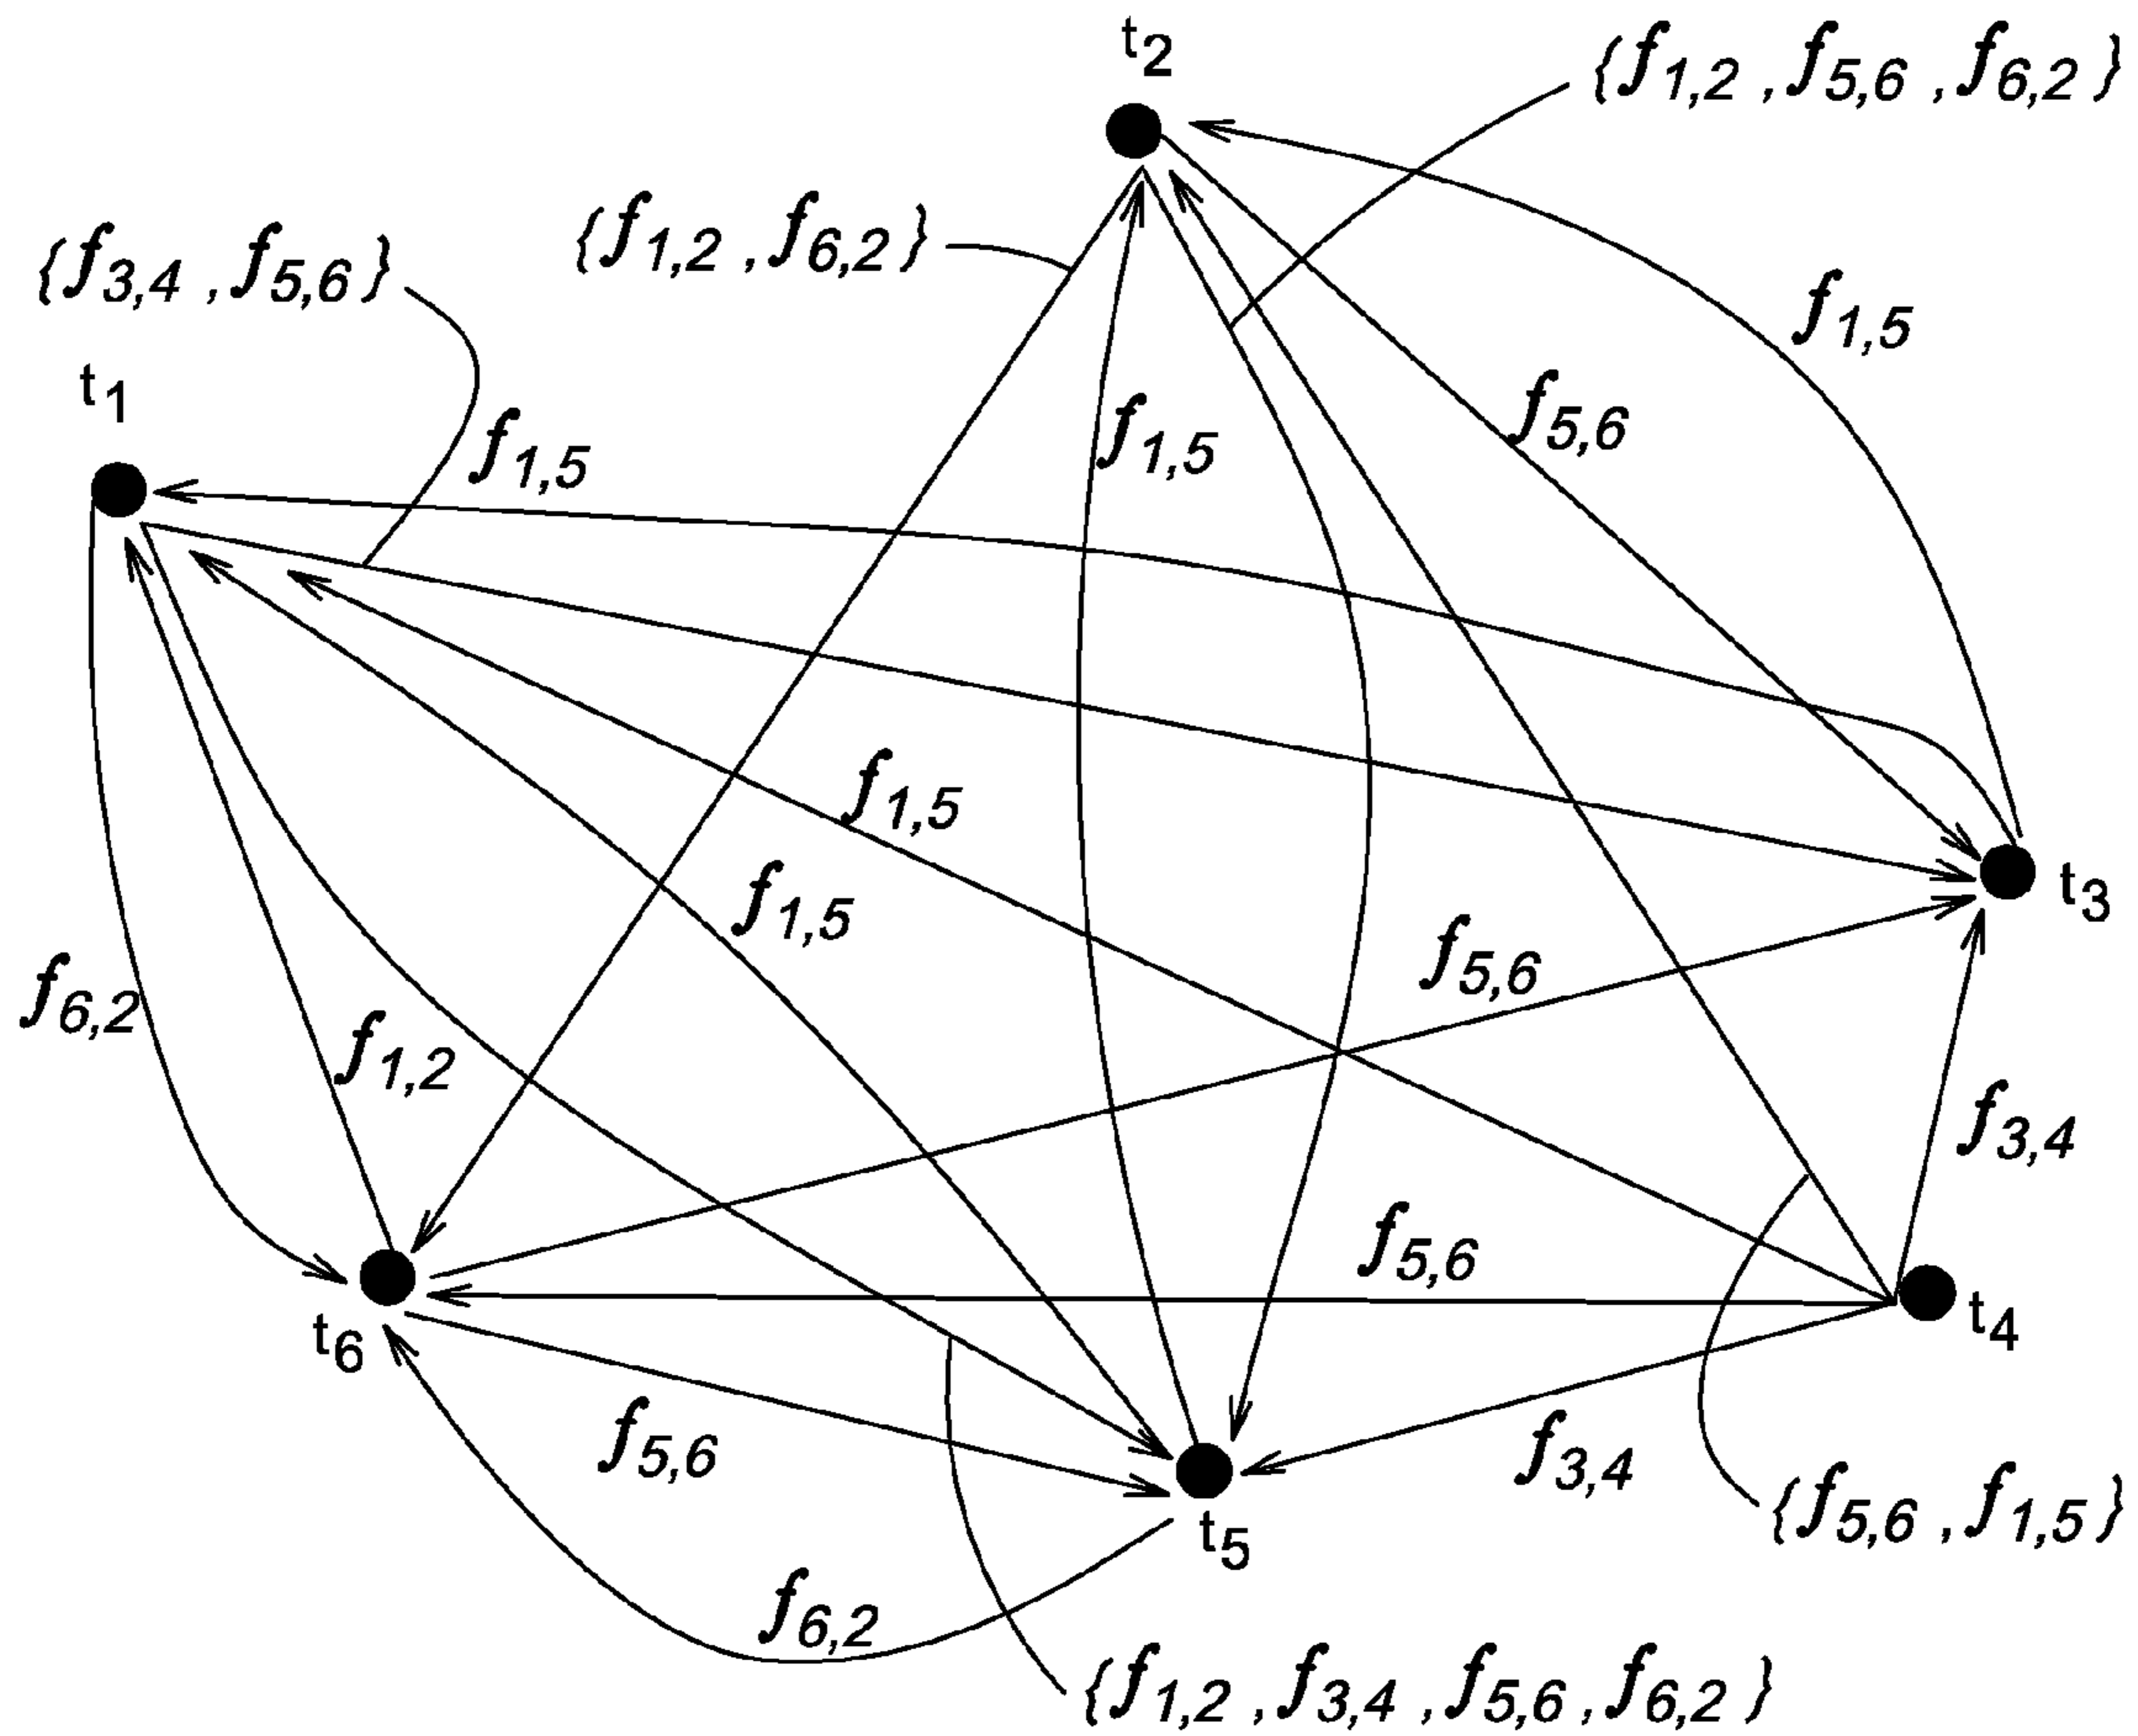 t2
{f1,2 ,f5,6 ,f6,2 }
{f1,2 ,f6,2 }
{f3,4 ,f5,6 }
f1,5
t1
f1,5
f5,6
f1,5
f1,5
f1,5
t3
f5,6
f6,2
f1,2
f3,4
f5,6
t4
t6
f5,6
f3,4
{f5,6 ,f1,5 }
t5
f6,2
{f1,2 ,f3,4 ,f5,6 ,f6,2 }